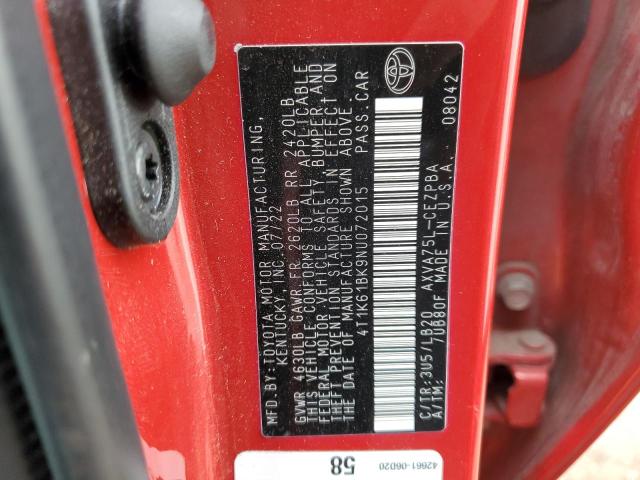 MFD.BY:TOYOTA MOTOR MANUFACTURING,
KENTUCKY, INC. 07/22
GVWR 4630LB GAWR FR 2620LB RR 2420LB
THIS VEHICLE CONFORMS TO ALL APPLICABLE
FEDERAL MOTOR VEHICLE SAFETY, BUMPER, AND
THEFT PREVENTION STANDARDS IN EFFECT ON
THE DATE OF MANUFACTURE SHOWN ABOVE.
4T1K61BK9NU072015 PASS.CAR
C/TR:3U5/LB20 AXVA75L-CEZPBA
A/TM: 7UB80F M ADE IN U.S.A. 08042
58
42661-06D20